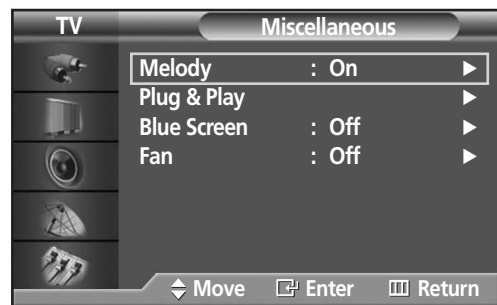 TV Miscellaneous
Melody : On
Plug & Play
Blue Screen : Off
Fan : Off
Move Enter Return